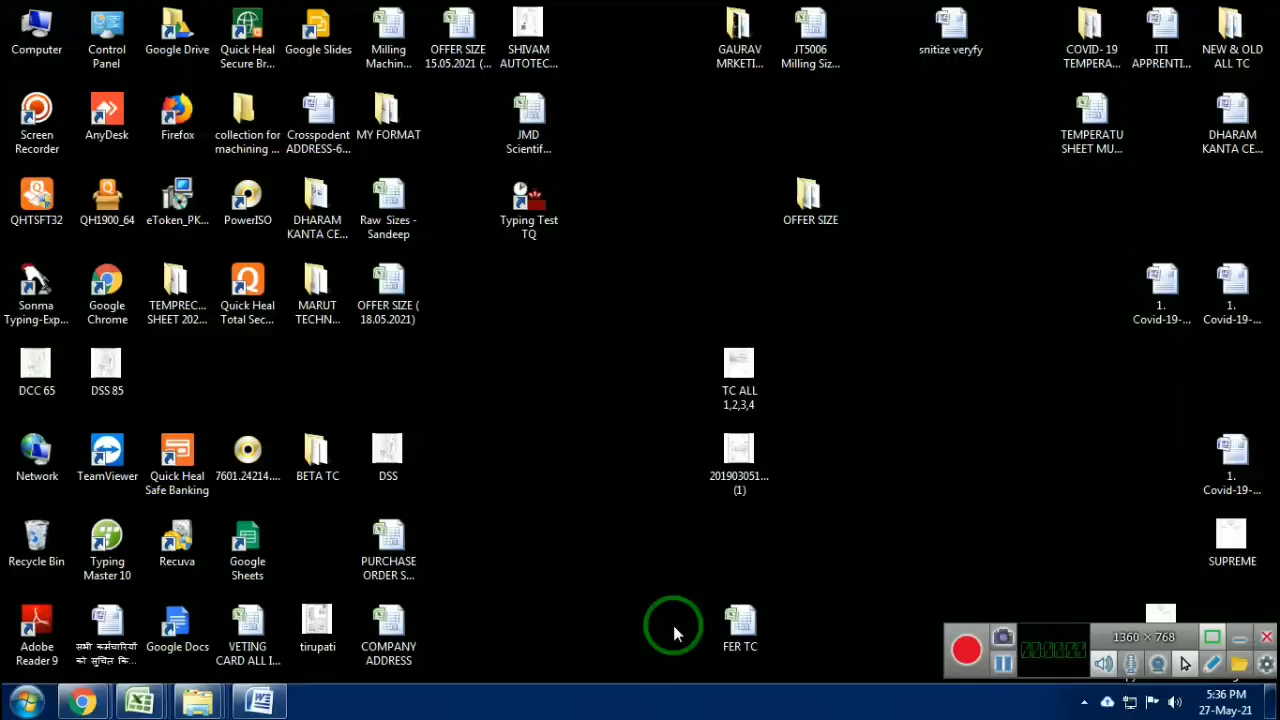 Computer
Control
Panel
Google Drive
Quick Heal
Secure Br...
Google Slides
Milling
Machin...
OFFER SIZE
15.05.2021 (...
SHIVAM
AUTOTEC...
GAURAV
MRKETI...
JT5006
Milling Siz...
snitize veryfy
COVID- 19
TEMPERA...
ITI
APPRENTI...
NEW & OLD
ALL TC
Screen
Recorder
AnyDesk
Firefox
collection for
machining ...
Crosspodent
ADDRESS-6...
MY FORMAT
JMD
Scientif...
TEMPERATU
SHEET MU...
DHARAM
KANTA CE...
QHTSFT32
QH1900_64
eToken_PK...
PowerISO
DHARAM
KANTA CE...
Raw Sizes -
Sandeep
Typing Test
TQ
OFFER SIZE
Sonma
Typing-Exp...
Google
Chrome
TEMPREC...
SHEET 202...
Quick Heal
Total Sec...
MARUT
TECHN...
OFFER SIZE (
18.05.2021)
1.
Covid-19-...
1.
Covid-19-...
DCC 65
DSS 85
TC ALL
1,2,3,4
Network
TeamViewer
Quick Heal
Safe Banking
7601.24214....
BETA TC
DSS
201903051...
(1)
1.
Covid-19-...
Recycle Bin
Typing
Master 10
Recuva
Google
Sheets
PURCHASE
ORDER S...
SUPREME
Adobe
Reader 9
सभी कर्मचारियों
को सुचित कि...
Google Docs
VETING
CARD ALL I...
tirupati
COMPANY
ADDRESS
FER TC
1360 × 768
5:36 PM
27-May-21